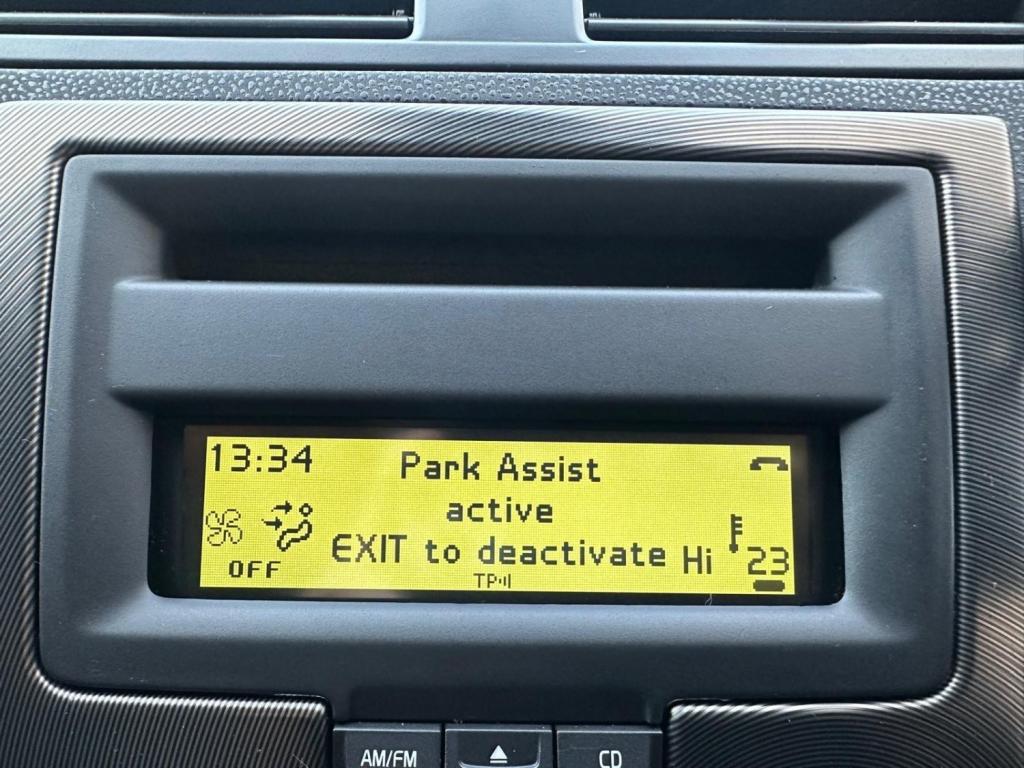 13:34
Park Assist
active
EXIT to deactivate
Hi
23
OFF
TP
AM/FM
CD